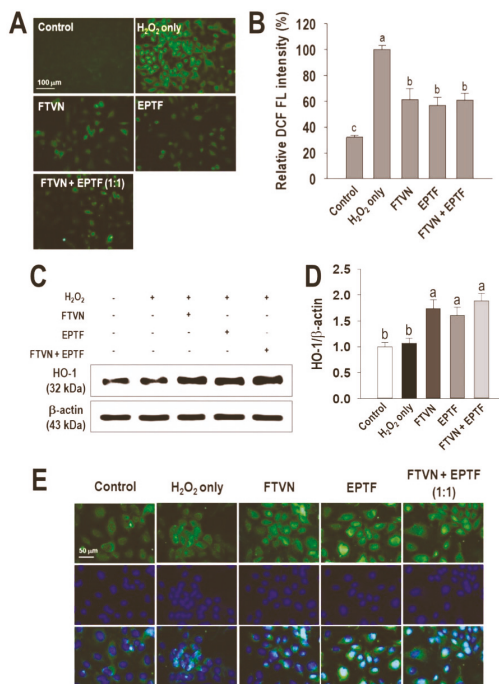 A
Control
H₂O₂ only
100 µm
FTVN
EPTF
FTVN + EPTF (1:1)
B
Relative DCF FL intensity (%)
120
100
80
60
40
20
0
c
a
b
b
b
Control
H₂O₂ only
FTVN
EPTF
FTVN + EPTF
C
H₂O₂ - + + + +
FTVN - - + - -
EPTF - - - + -
FTVN + EPTF - - - - +
HO-1
(32 kDa)
β-actin
(43 kDa)
D
HO-1/β-actin
2.5
2.0
1.5
1.0
0.5
0.0
b
b
a
a
a
Control
H₂O₂ only
FTVN
EPTF
FTVN + EPTF
E
Control
H₂O₂ only
FTVN
EPTF
FTVN + EPTF
(1:1)
50 µm